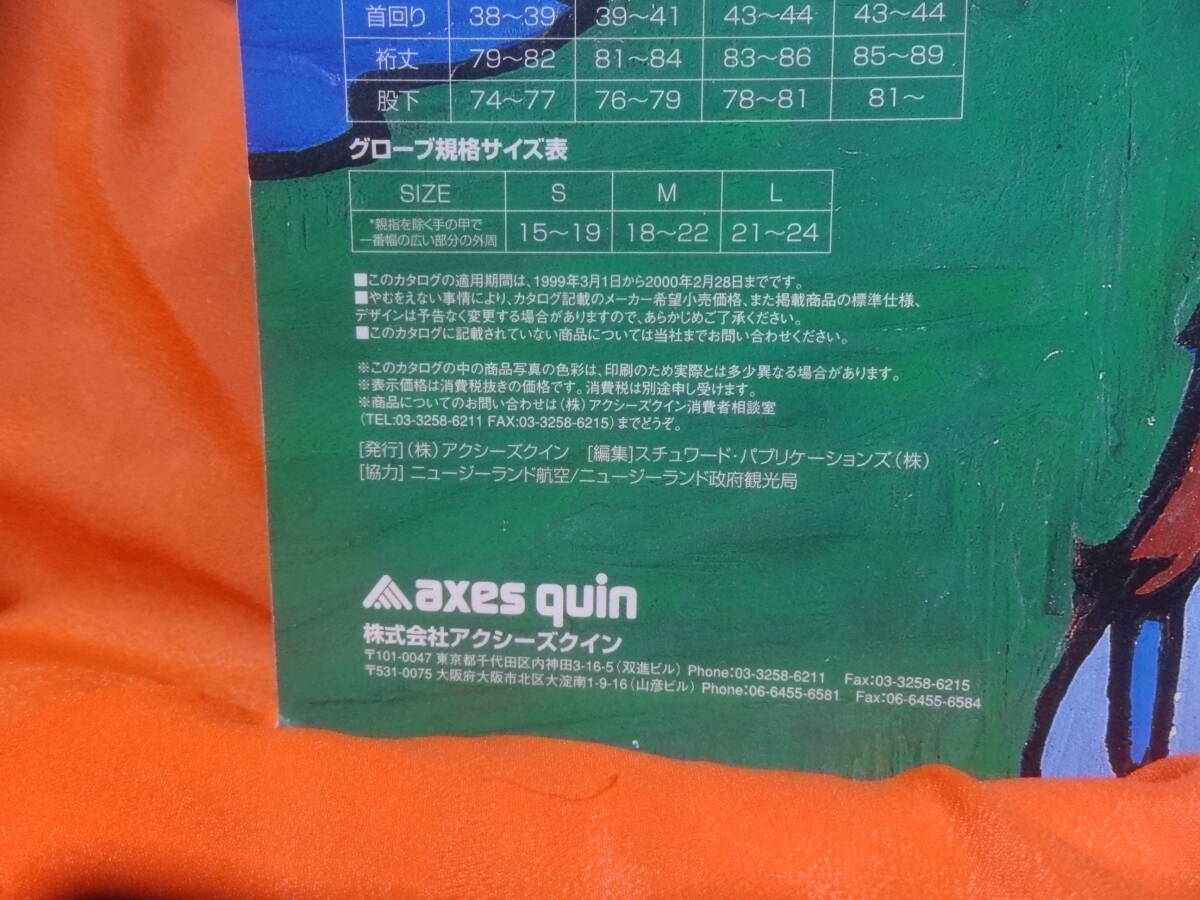 首回り 38～39 39～41 43～44 43～44
裄丈 79～82 81～84 83～86 85～89
股下 74～77 76～79 78～81 81～
グローブ規格サイズ表
SIZE S M L
*親指を除く手の甲で
一番幅の広い部分の外周 15～19 18～22 21～24
■このカタログの適用期間は、1999年3月1日から2000年2月28日までです。
■やむをえない事情により、カタログ記載のメーカー希望小売価格、また掲載商品の標準仕様、
デザインは予告なく変更する場合がありますので、あらかじめご了承ください。
■このカタログに記載されていない商品については当社までお問い合わせください。
※このカタログの中の商品写真の色彩は、印刷のため実際とは多少異なる場合があります。
※表示価格は消費税抜きの価格です。消費税は別途申し受けます。
※商品についてのお問い合わせは（株）アクシーズクイン消費者相談室
（TEL:03-3258-6211 FAX:03-3258-6215）までどうぞ。
［発行］（株）アクシーズクイン ［編集］スチュワード・パブリケーションズ（株）
［協力］ニュージーランド航空/ニュージーランド政府観光局
axes quin
株式会社アクシーズクイン
〒101-0047 東京都千代田区内神田3-16-5（双進ビル） Phone:03-3258-6211 Fax:03-3258-6215
〒531-0075 大阪府大阪市北区大淀南1-9-16（山彦ビル） Phone:06-6455-6581 Fax:06-6455-6584